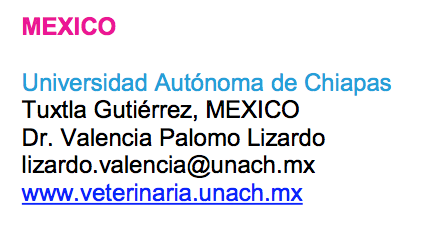 MEXICO
Universidad Autónoma de Chiapas
Tuxtla Gutiérrez, MEXICO
Dr. Valencia Palomo Lizardo
lizardo.valencia@unach.mx
www.veterinaria.unach.mx